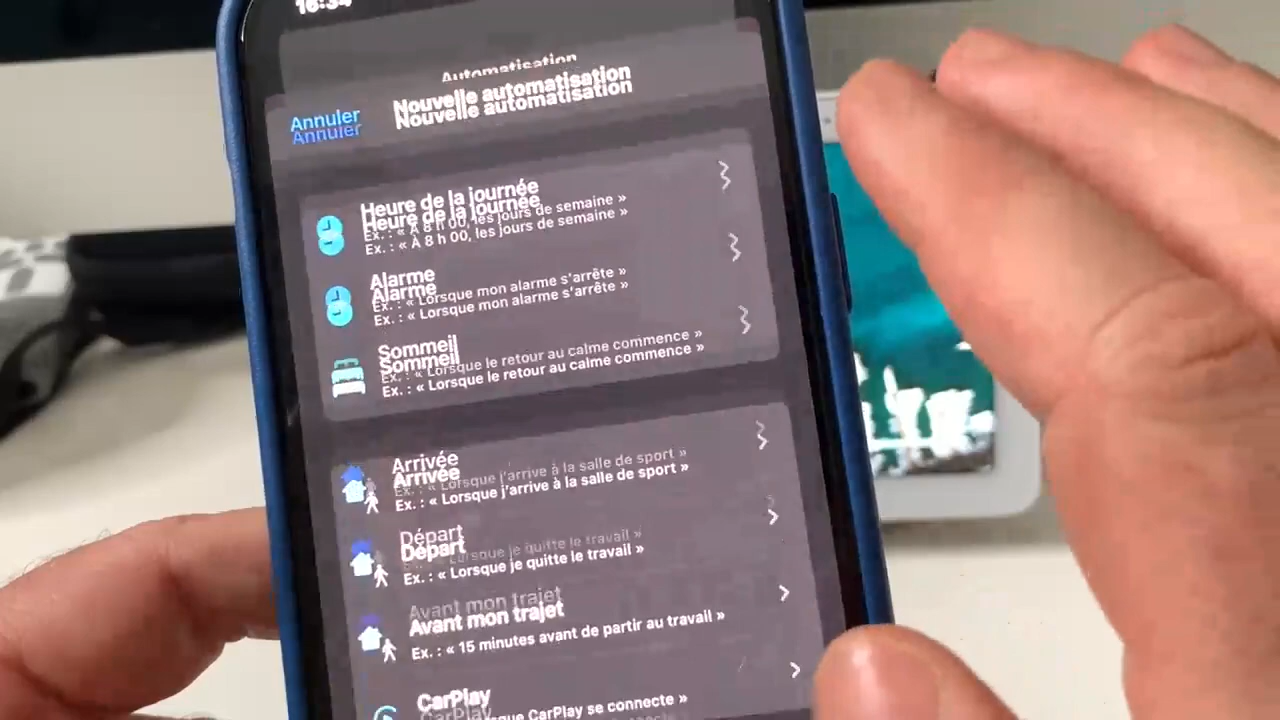 16:34
Automatisation
Annuler
Nouvelle automatisation
Heure de la journée
Ex. : « À 8 h 00, les jours de semaine »
Alarme
Ex. : « Lorsque mon alarme s'arrête »
Sommeil
Ex. : « Lorsque le retour au calme commence »
Arrivée
Ex. : « Lorsque j'arrive à la salle de sport »
Départ
Ex. : « Lorsque je quitte le travail »
Avant mon trajet
Ex. : « 15 minutes avant de partir au travail »
CarPlay
CarPlay se connecte »